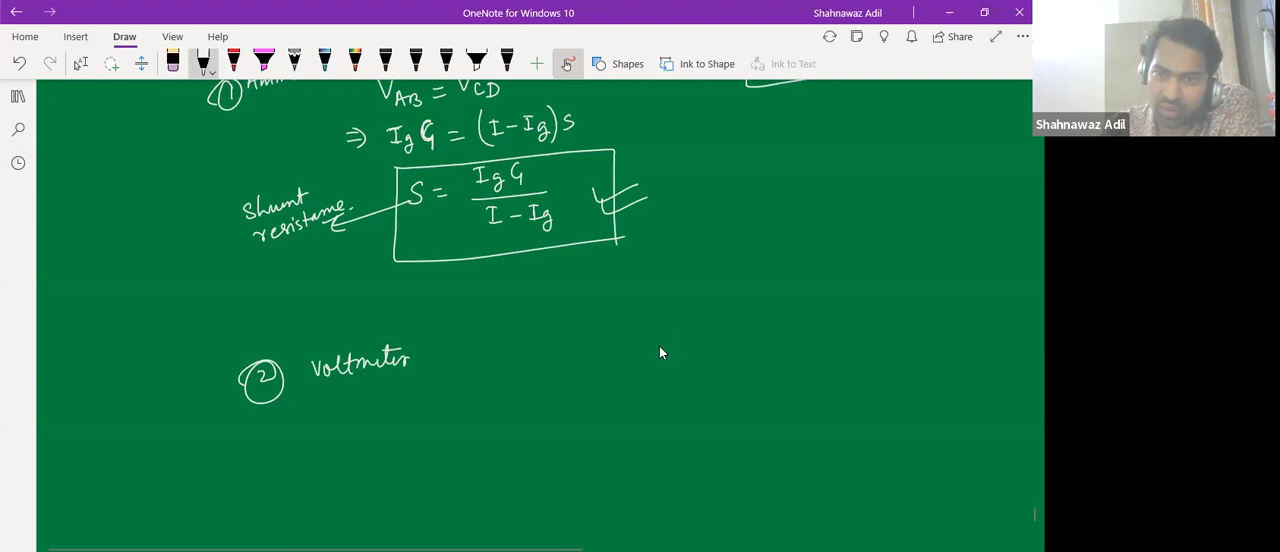 OneNote for Windows 10
Shahnawaz Adil
Home Insert Draw View Help
Share
Shapes Ink to Shape Ink to Text
Shahnawaz Adil
①
V_AB = V_CD
⇒ I_g G = (I - I_g) S
S = I_g G / (I - I_g)
Shunt
resistance.
② Voltmeter